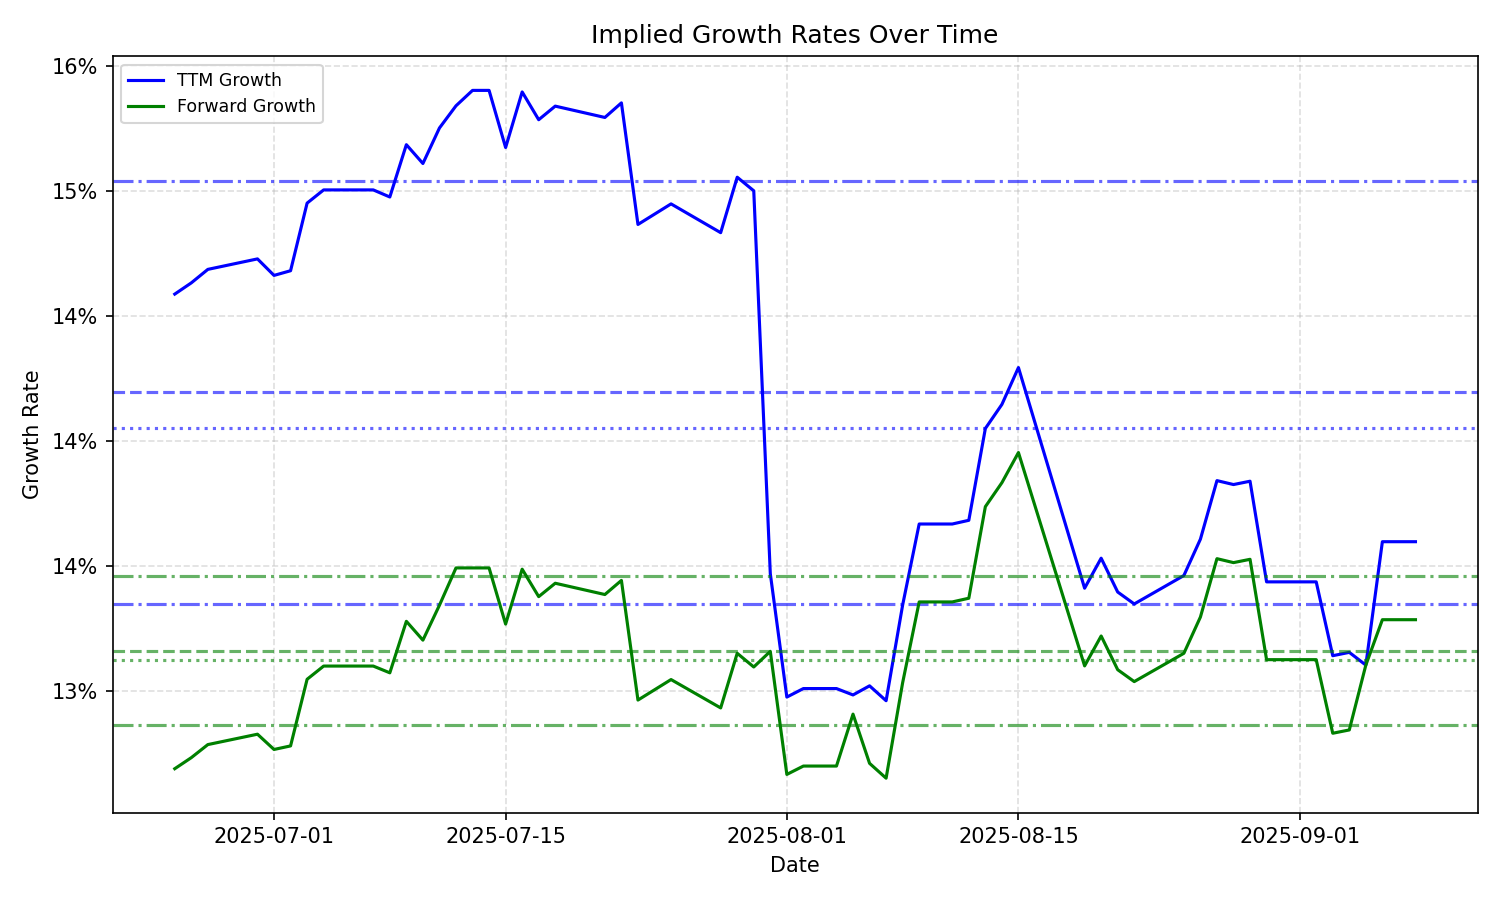 Implied Growth Rates Over Time
TTM Growth
Forward Growth
16%
15%
14%
14%
14%
13%
Growth Rate
2025-07-01
2025-07-15
2025-08-01
2025-08-15
2025-09-01
Date